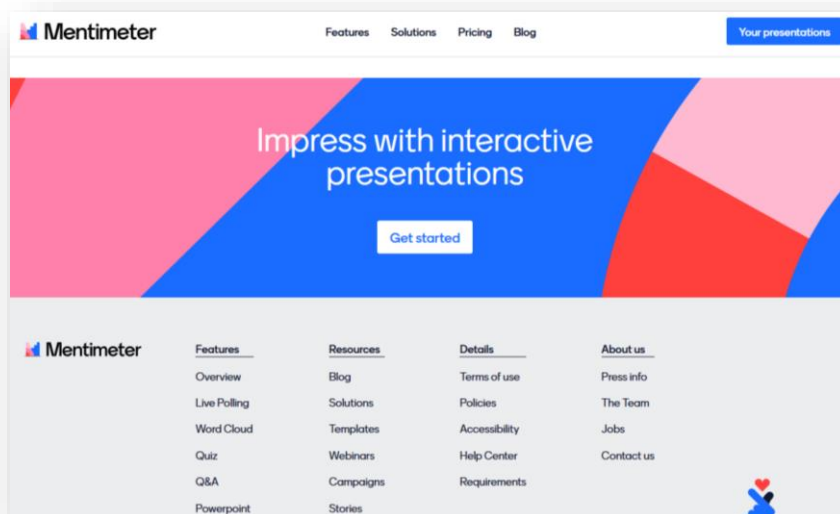 Mentimeter
Features Solutions Pricing Blog
Your presentations
Impress with interactive
presentations
Get started
Mentimeter
Features
Overview
Live Polling
Word Cloud
Quiz
Q&A
Powerpoint
Resources
Blog
Solutions
Templates
Webinars
Campaigns
Stories
Details
Terms of use
Policies
Accessibility
Help Center
Requirements
About us
Press info
The Team
Jobs
Contact us